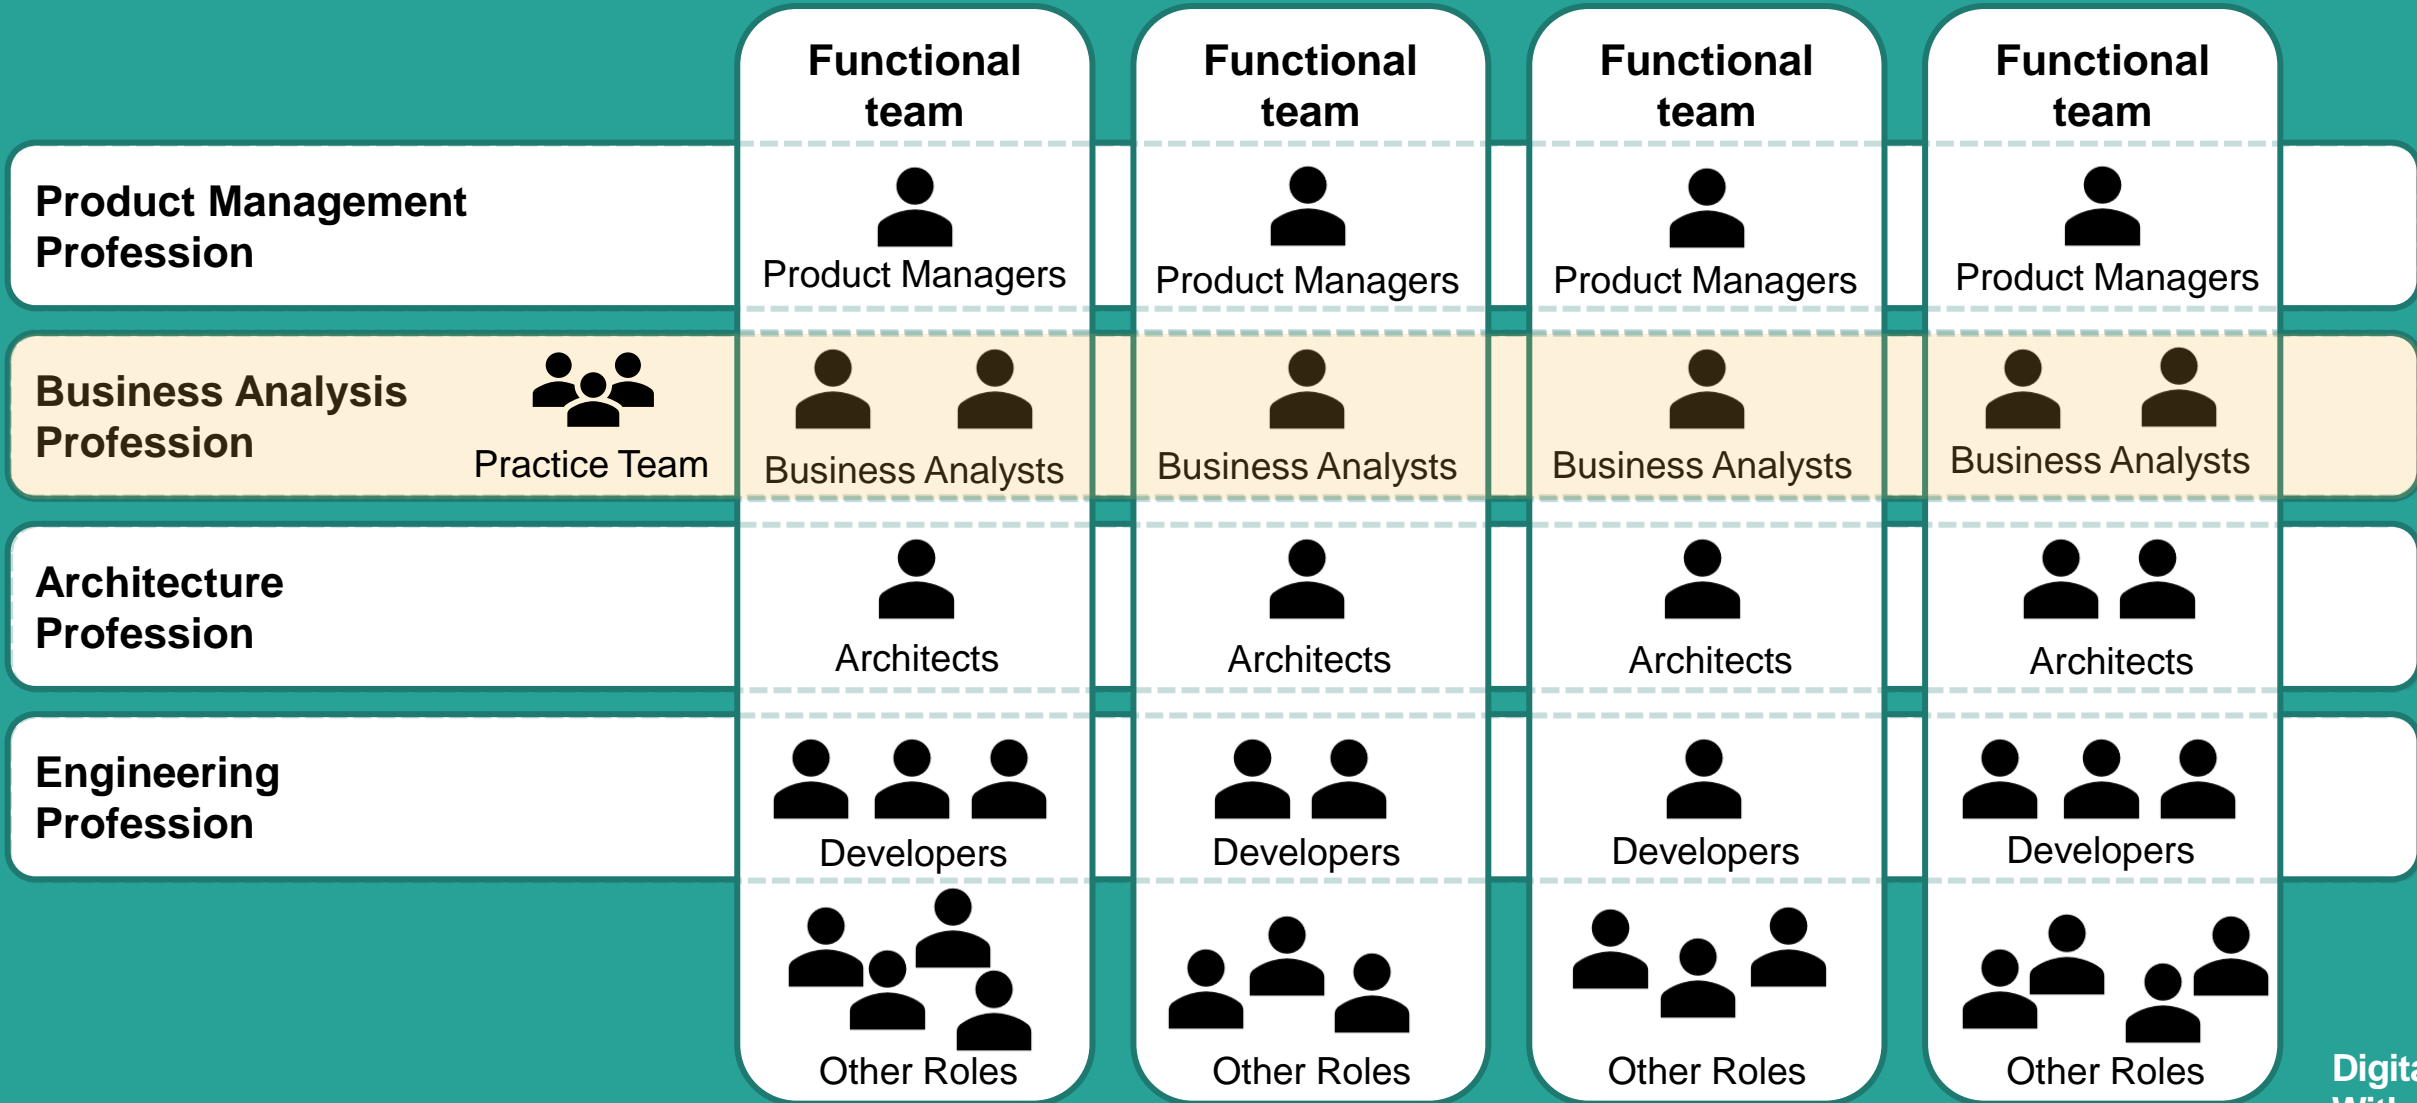 Functional
team
Functional
team
Functional
team
Functional
team
Product Management
Profession
Product Managers
Product Managers
Product Managers
Product Managers
Business Analysis
Profession
Practice Team
Business Analysts
Business Analysts
Business Analysts
Business Analysts
Architecture
Profession
Architects
Architects
Architects
Architects
Engineering
Profession
Developers
Developers
Developers
Developers
Other Roles
Other Roles
Other Roles
Other Roles